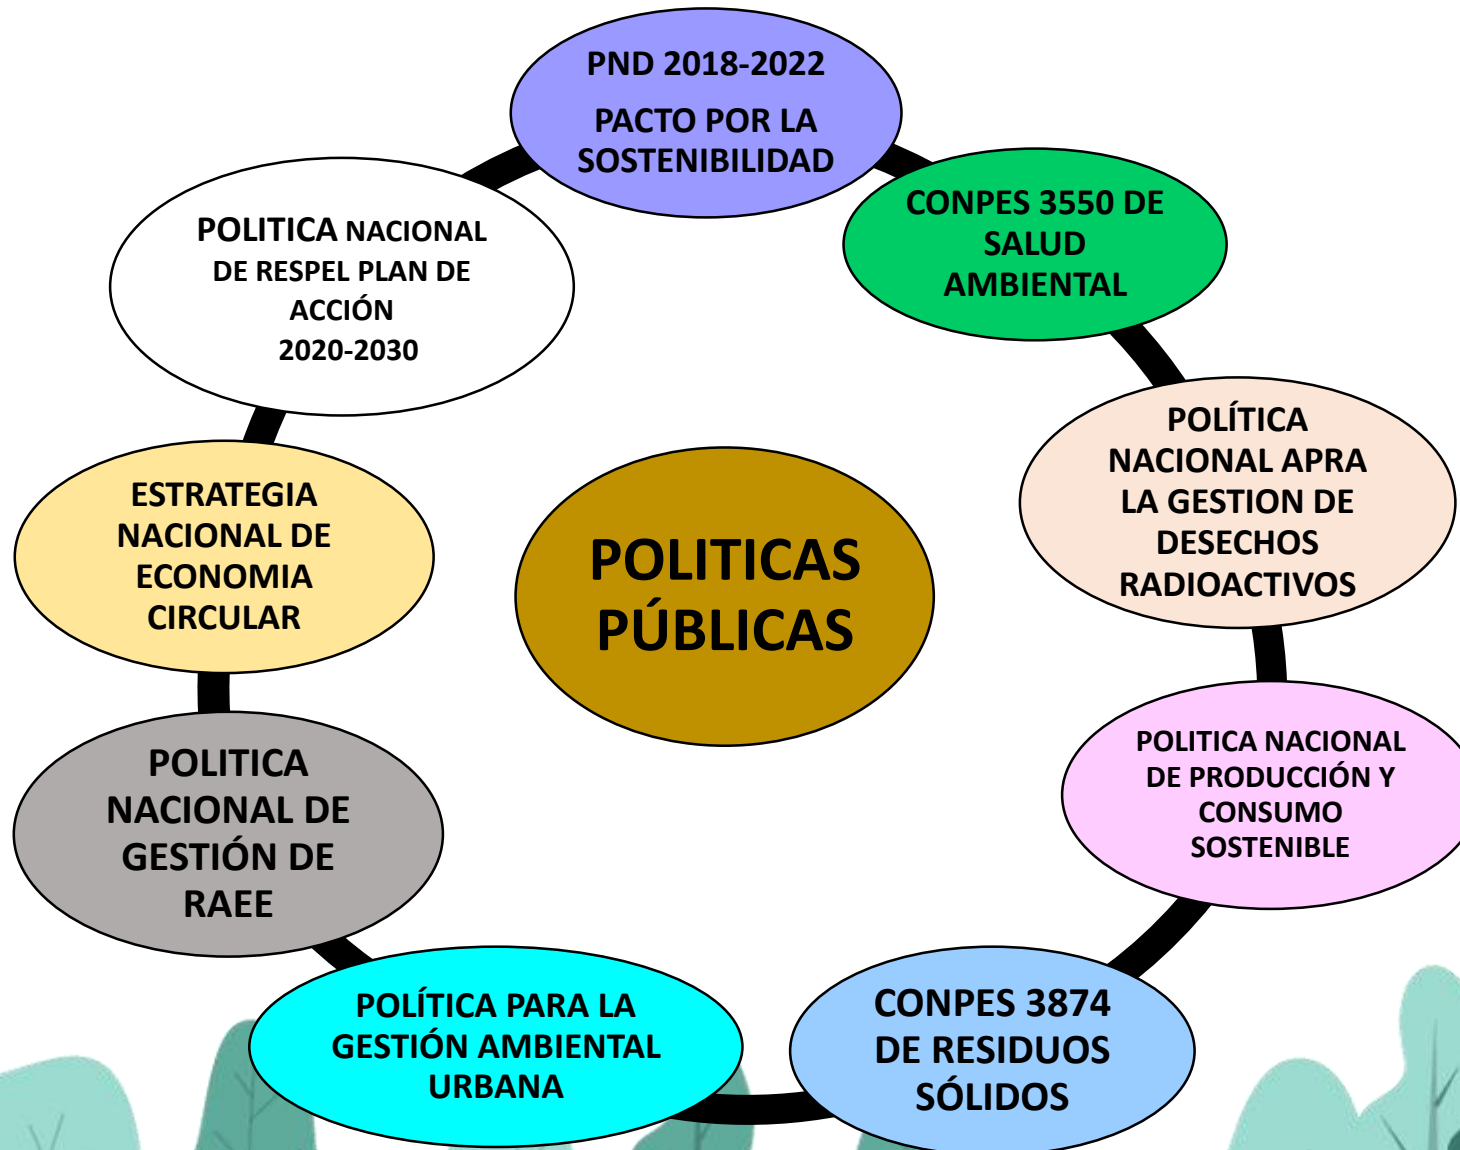 PND 2018-2022
PACTO POR LA
SOSTENIBILIDAD
CONPES 3550 DE
SALUD
AMBIENTAL
POLÍTICA
NACIONAL APRA
LA GESTION DE
DESECHOS
RADIOACTIVOS
POLITICA NACIONAL
DE PRODUCCIÓN Y
CONSUMO
SOSTENIBLE
CONPES 3874
DE RESIDUOS
SÓLIDOS
POLÍTICA PARA LA
GESTIÓN AMBIENTAL
URBANA
POLITICA
NACIONAL DE
GESTIÓN DE
RAEE
ESTRATEGIA
NACIONAL DE
ECONOMIA
CIRCULAR
POLITICA NACIONAL
DE RESPEL PLAN DE
ACCIÓN
2020-2030
POLITICAS
PÚBLICAS